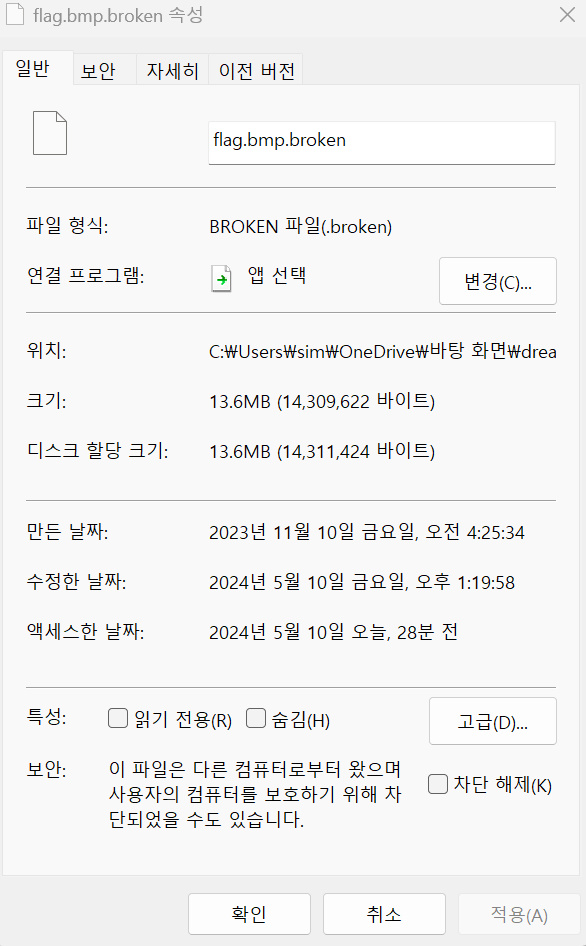 flag.bmp.broken 속성
일반 보안 자세히 이전 버전
flag.bmp.broken
파일 형식: BROKEN 파일(.broken)
연결 프로그램: 앱 선택 변경(C)...
위치: C:₩Users₩sim₩OneDrive₩바탕 화면₩drea
크기: 13.6MB (14,309,622 바이트)
디스크 할당 크기: 13.6MB (14,311,424 바이트)
만든 날짜: 2023년 11월 10일 금요일, 오전 4:25:34
수정한 날짜: 2024년 5월 10일 금요일, 오후 1:19:58
액세스한 날짜: 2024년 5월 10일 오늘, 28분 전
특성: 읽기 전용(R) 숨김(H) 고급(D)...
보안: 이 파일은 다른 컴퓨터로부터 왔으며
사용자의 컴퓨터를 보호하기 위해 차 차단 해제(K)
단되었을 수도 있습니다.
확인 취소 적용(A)